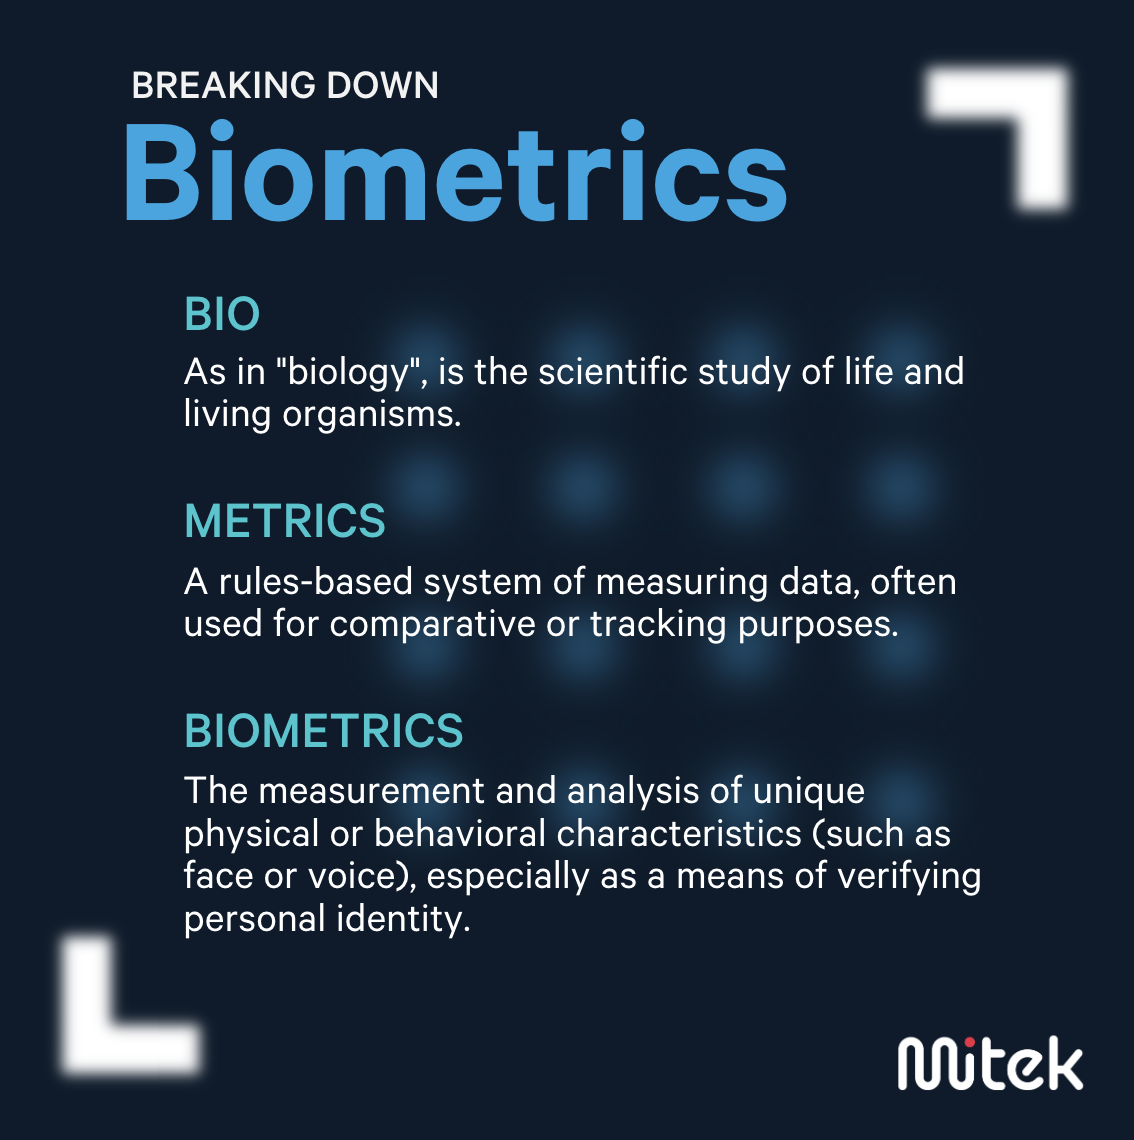 BREAKING DOWN
Biometrics
BIO
As in "biology", is the scientific study of life and
living organisms.
METRICS
A rules-based system of measuring data, often
used for comparative or tracking purposes.
BIOMETRICS
The measurement and analysis of unique
physical or behavioral characteristics (such as
face or voice), especially as a means of verifying
personal identity.
Mitek